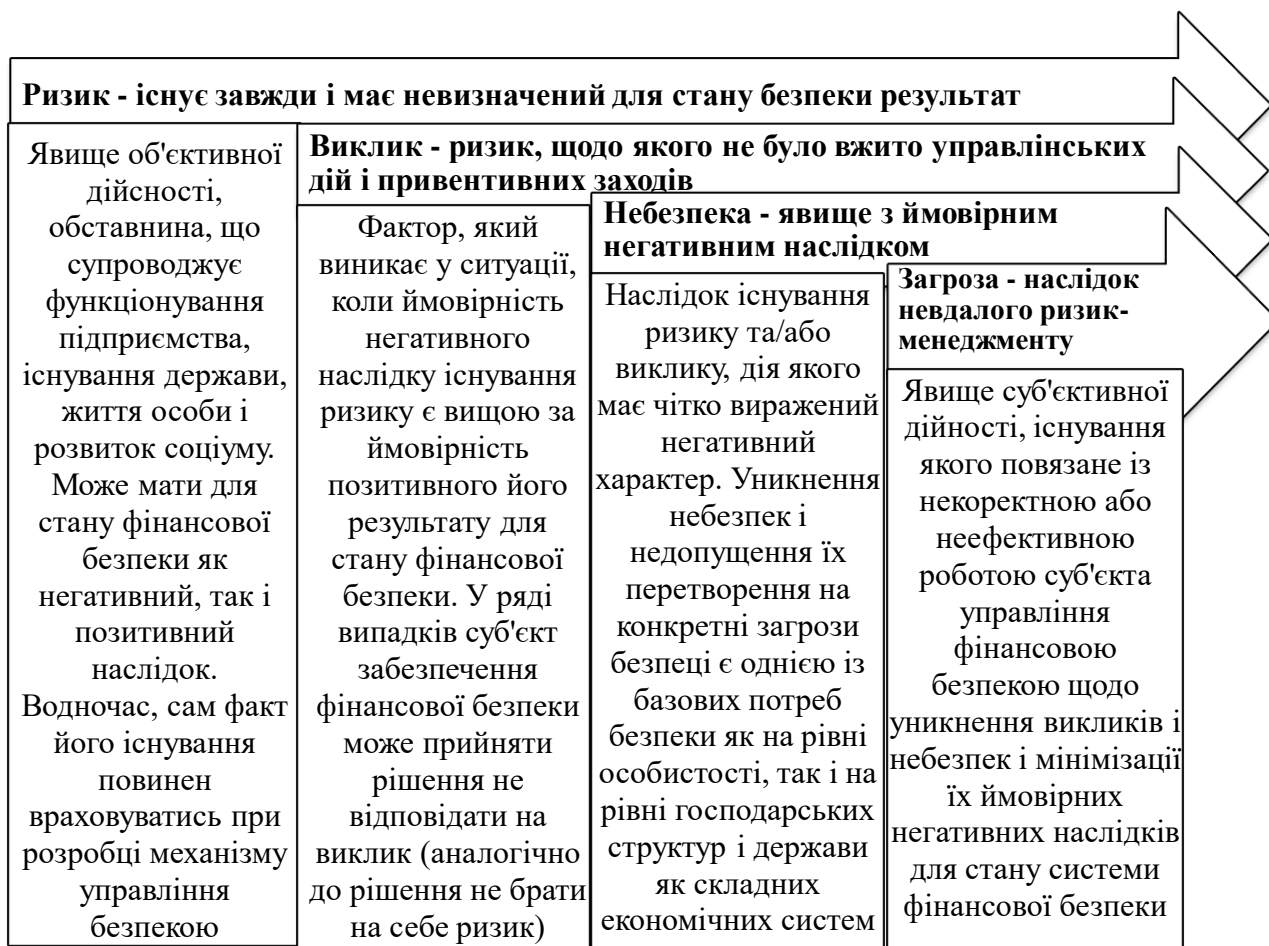 Ризик - існує завжди і має невизначений для стану безпеки результат
Явище об'єктивної
дійсності,
обставнина, що
супроводжує
функціонування
підприємства,
існування держави,
життя особи і
розвиток соціуму.
Може мати для
стану фінансової
безпеки як
негативний, так і
позитивний
наслідок.
Водночас, сам факт
його існування
повинен
враховуватись при
розробці механізму
управління
безпекою
Виклик - ризик, щодо якого не було вжито управлінських
дій і привентивних заходів
Фактор, який
виникає у ситуації,
коли ймовірність
негативного
наслідку існування
ризику є вищою за
ймовірність
позитивного його
результату для
стану фінансової
безпеки. У ряді
випадків суб'єкт
забезпечення
фінансової безпеки
може прийняти
рішення не
відповідати на
виклик (аналогічно
до рішення не брати
на себе ризик)
Небезпека - явище з ймовірним
негативним наслідком
Наслідок існування
ризику та/або
виклику, дія якого
має чітко виражений
негативний
характер. Уникнення
небезпек і
недопущення їх
перетворення на
конкретні загрози
безпеці є однією із
базових потреб
безпеки як на рівні
особистості, так і на
рівні господарських
структур і держави
як складних
економічних систем
Загроза - наслідок
невдалого ризик-
менеджменту
Явище суб'єктивної
дійності, існування
якого повязане із
некоректною або
неефективною
роботою суб'єкта
управління
фінансовою
безпекою щодо
уникнення викликів і
небезпек і мінімізації
їх ймовірних
негативних наслідків
для стану системи
фінансової безпеки